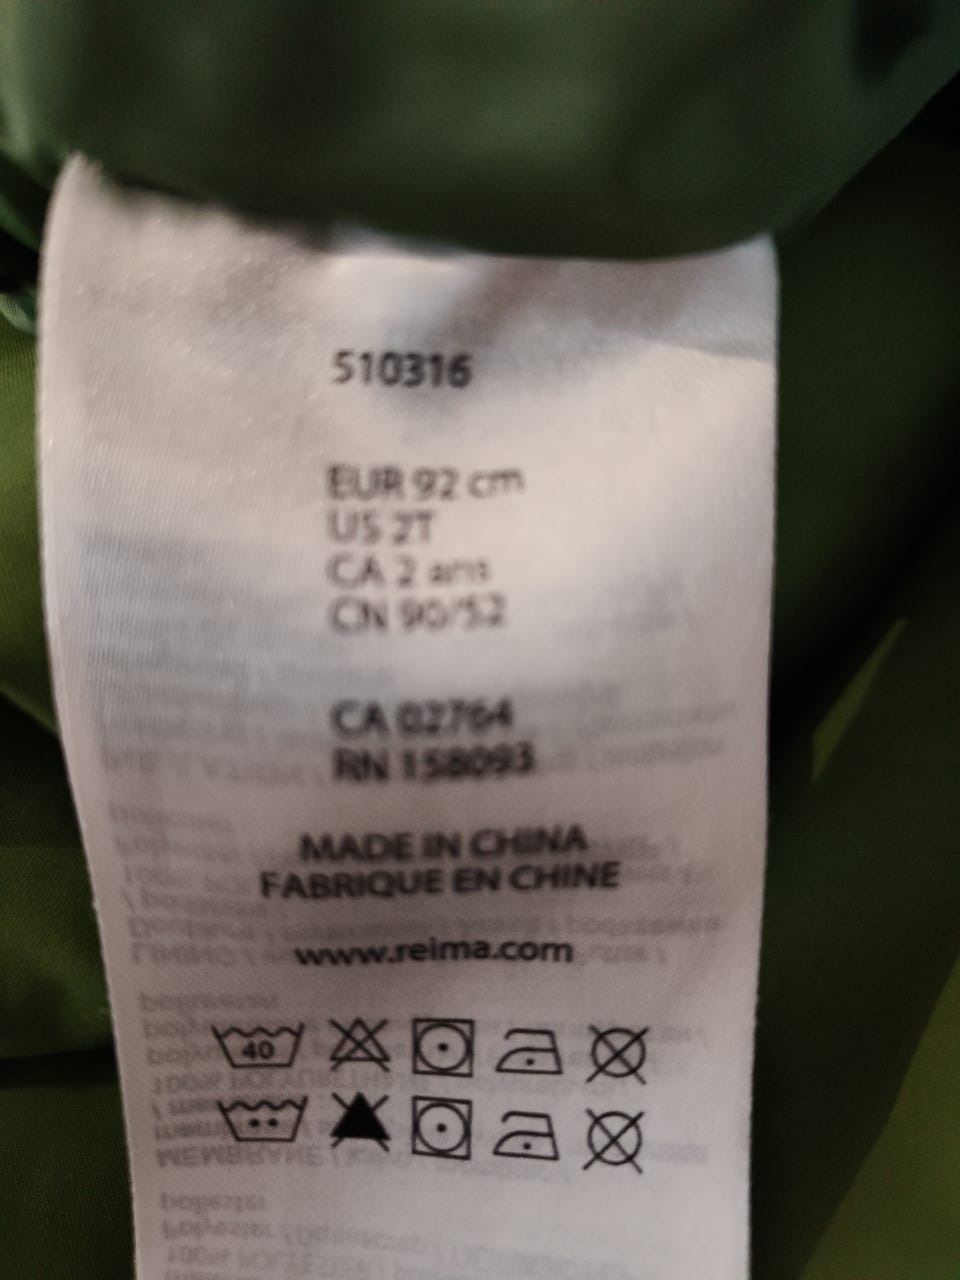 510316
EUR 92 cm
US 2T
CA 2 ans
CN 90/52
CA 02764
RN 158093
MADE IN CHINA
FABRIQUE EN CHINE
www.reima.com
40